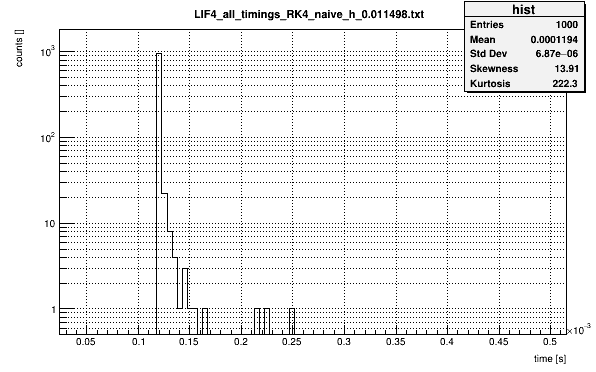 LIF4_all_timings_RK4_naive_h_0.011498.txt
hist
Entries 1000
Mean 0.0001194
Std Dev 6.87e−06
Skewness 13.91
Kurtosis 222.3
counts []
10³
10²
10
1
0.05 0.1 0.15 0.2 0.25 0.3 0.35 0.4 0.45 0.5
×10⁻³
time [s]